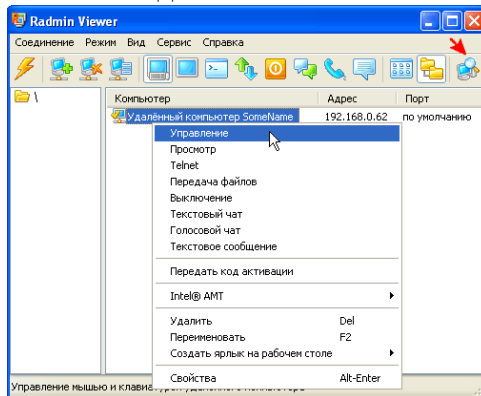 Radmin Viewer
Соединение Режим Вид Сервис Справка
\
Компьютер Адрес Порт
Удалённый компьютер SomeName 192.168.0.62 по умолчанию
Управление
Просмотр
Telnet
Передача файлов
Выключение
Текстовый чат
Голосовой чат
Текстовое сообщение
Передать код активации
Intel® AMT
Удалить Del
Переименовать F2
Создать ярлык на рабочем столе
Свойства Alt-Enter
Управление мышью и